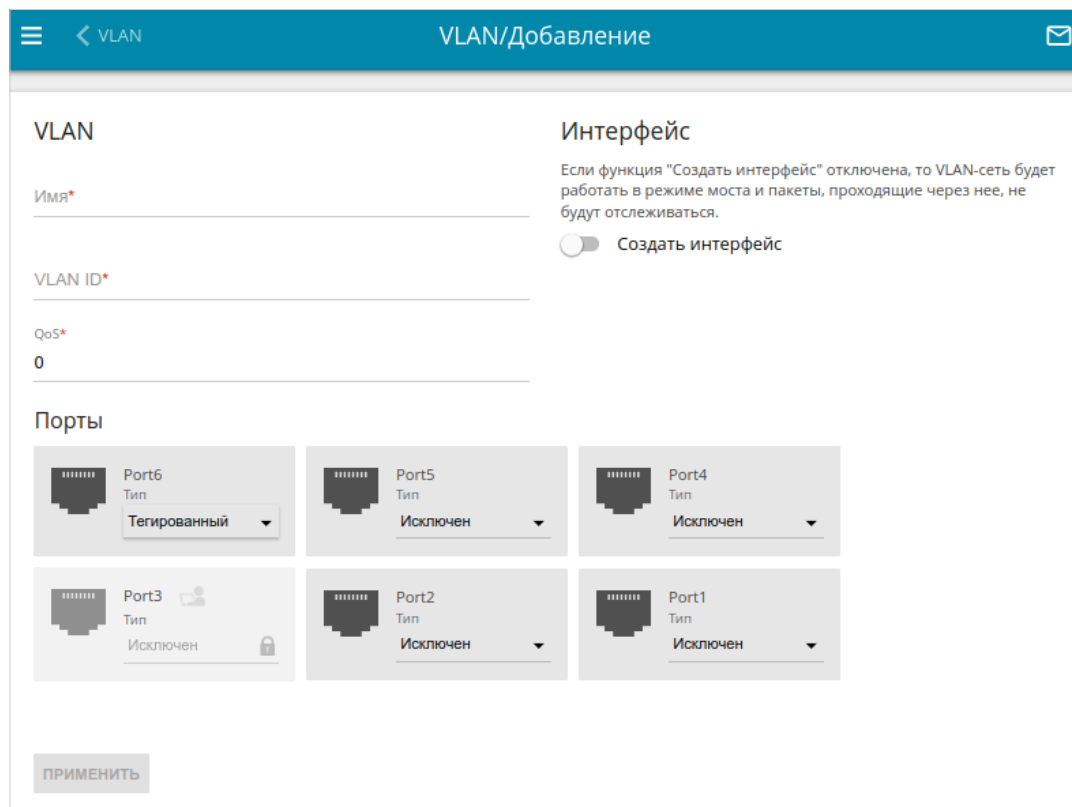 VLAN
VLAN/Добавление
VLAN
Имя*
VLAN ID*
QoS*
0
Интерфейс
Если функция "Создать интерфейс" отключена, то VLAN-сеть будет
работать в режиме моста и пакеты, проходящие через нее, не
будут отслеживаться.
Создать интерфейс
Порты
Port6
Тип
Тегированный
Port5
Тип
Исключен
Port4
Тип
Исключен
Port3
Тип
Исключен
Port2
Тип
Исключен
Port1
Тип
Исключен
ПРИМЕНИТЬ